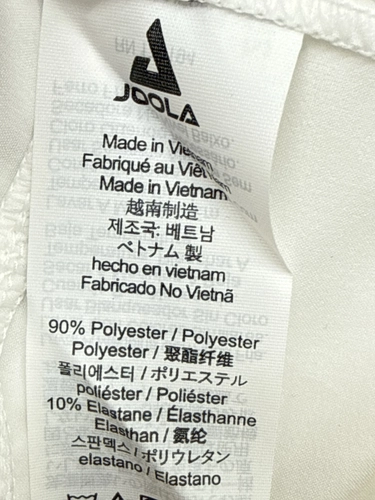 JOOLA
Made in Vietnam
Fabriqué au Viêt
Made in Vietnam
越南制造
제조국: 베트남
ベトナム 製
hecho en vietnam
Fabricado No Vietnã
90% Polyester / Polyester
Polyester / 聚酯纤维
폴리에스터 / ポリエステル
poliéster / Poliéster
10% Elastane / Élasthanne
Elasthan / 氨纶
스판덱스 / ポリウレタン
elastano / Elastano